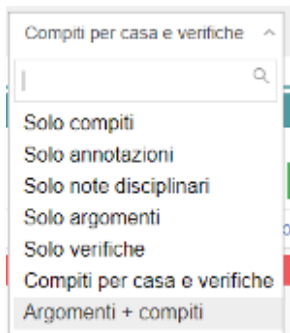 Compiti per casa e verifiche
Solo compiti
Solo annotazioni
Solo note disciplinari
Solo argomenti
Solo verifiche
Compiti per casa e verifiche
Argomenti + compiti